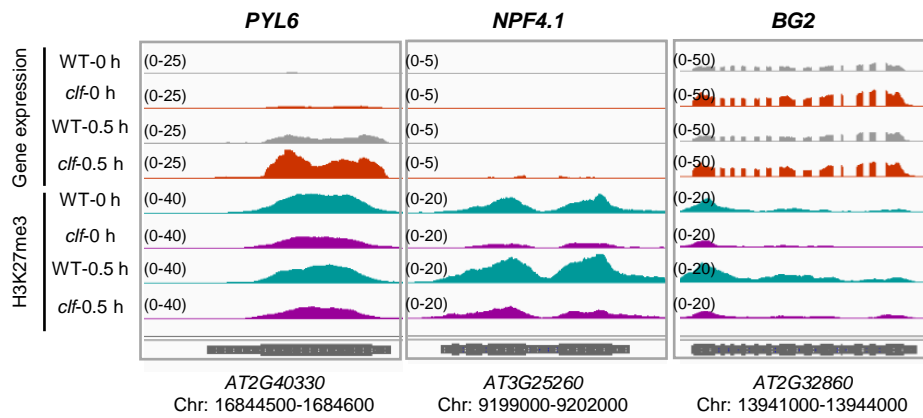 PYL6 NPF4.1 BG2
Gene expression
WT-0 h (0-25) (0-5) (0-50)
clf-0 h (0-25) (0-5) (0-50)
WT-0.5 h (0-25) (0-5) (0-50)
clf-0.5 h (0-25) (0-5) (0-50)
H3K27me3
WT-0 h (0-40) (0-20) (0-20)
clf-0 h (0-40) (0-20) (0-20)
WT-0.5 h (0-40) (0-20) (0-20)
clf-0.5 h (0-40) (0-20) (0-20)
AT2G40330 AT3G25260 AT2G32860
Chr: 16844500-1684600 Chr: 9199000-9202000 Chr: 13941000-13944000